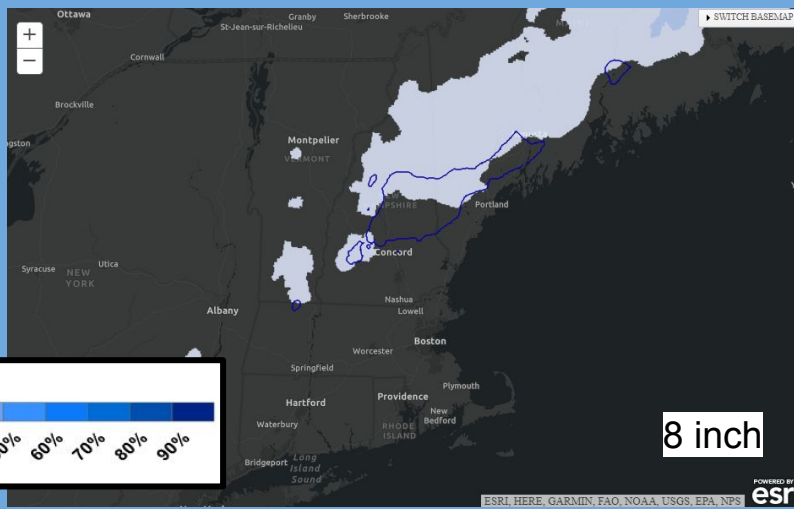 Ottawa
Granby
Sherbrooke
St-Jean-sur-Richelieu
SWITCH BASEMAP
+
−
Cornwall
Brockville
Montpelier
VERMONT
Portland
Concord
Syracuse
Utica
NEW
YORK
Albany
Nashua
Lowell
Boston
Worcester
Springfield
Plymouth
Hartford
Providence
New
Bedford
Waterbury
RHODE
ISLAND
Bridgeport
Long
Island
Sound
60%
70%
80%
90%
8 inch
POWERED BY
esri
ESRI, HERE, GARMIN, FAO, NOAA, USGS, EPA, NPS